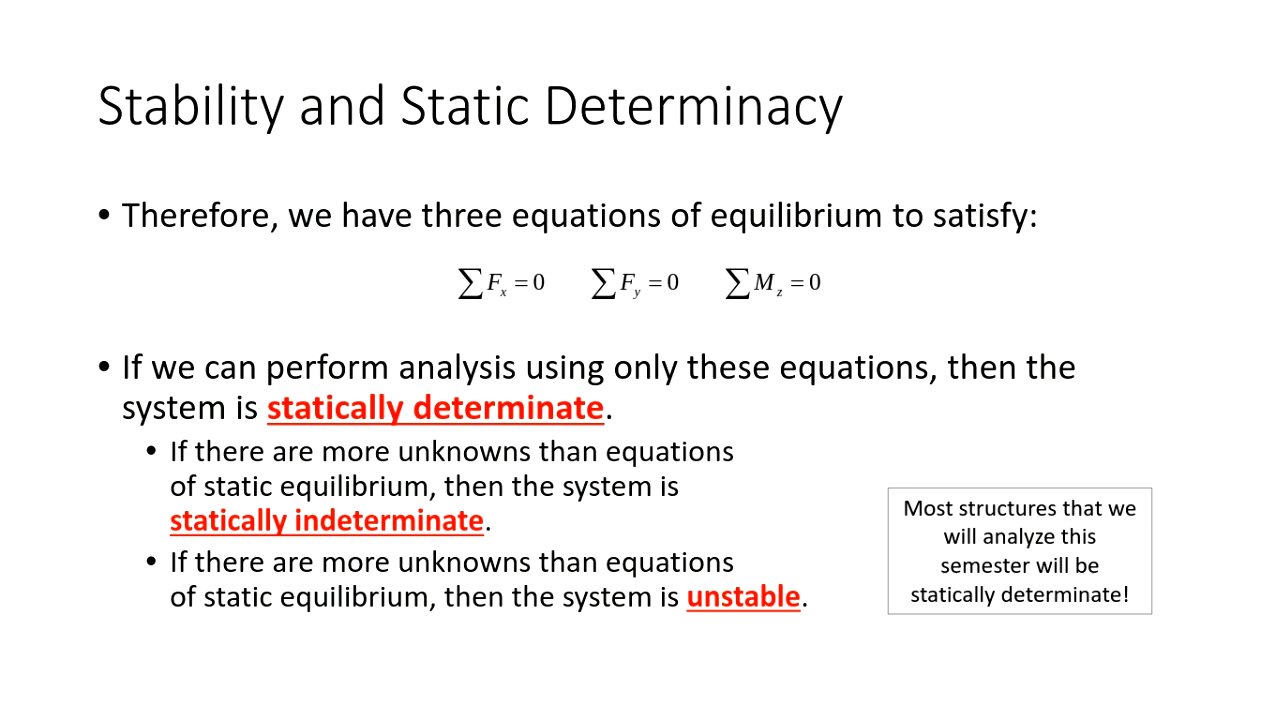 Stability and Static Determinacy
• Therefore, we have three equations of equilibrium to satisfy:
∑Fx = 0 ∑Fy = 0 ∑Mz = 0
• If we can perform analysis using only these equations, then the
system is statically determinate.
• If there are more unknowns than equations
of static equilibrium, then the system is
statically indeterminate.
• If there are more unknowns than equations
of static equilibrium, then the system is unstable.
Most structures that we
will analyze this
semester will be
statically determinate!